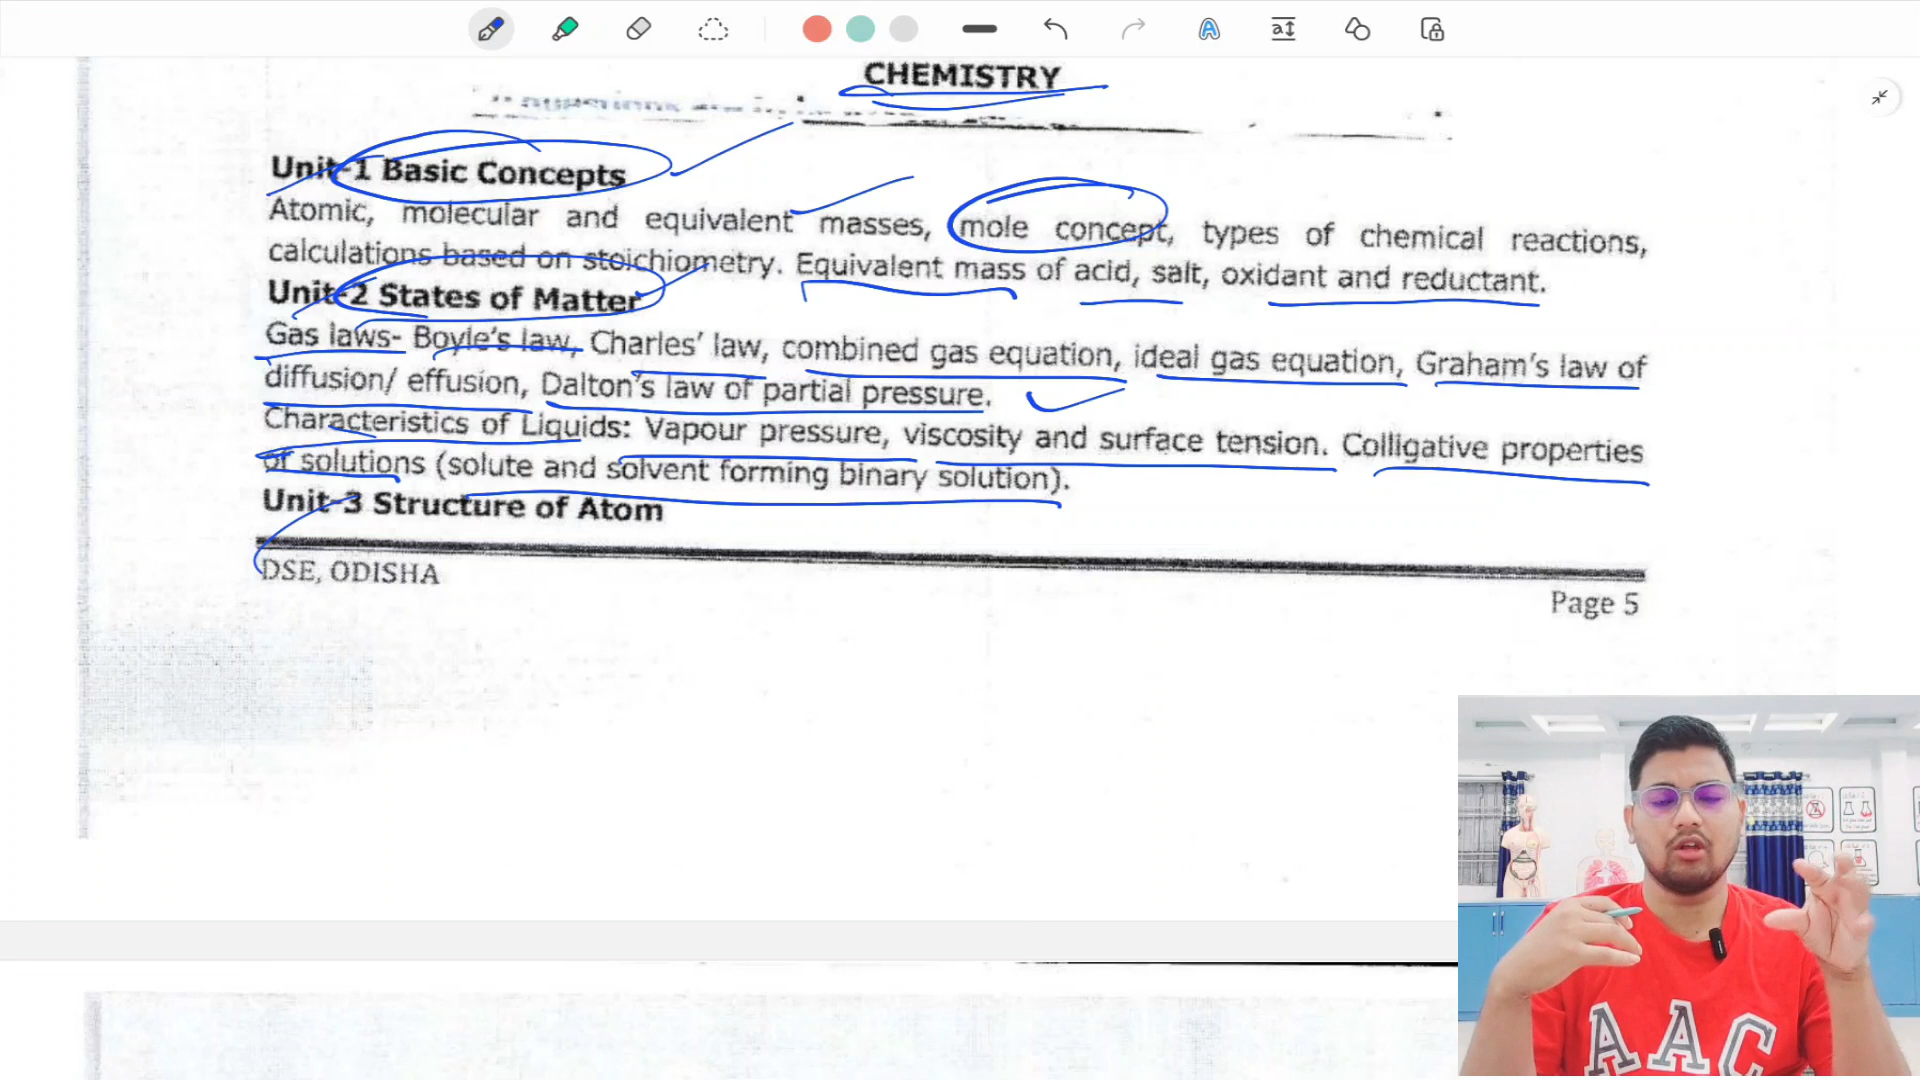 CHEMISTRY
Unit-1 Basic Concepts
Atomic, molecular and equivalent masses, mole concept, types of chemical reactions,
calculations based on stoichiometry. Equivalent mass of acid, salt, oxidant and reductant.
Unit-2 States of Matter
Gas laws- Boyle's law, Charles' law, combined gas equation, ideal gas equation, Graham's law of
diffusion/ effusion, Dalton's law of partial pressure.
Characteristics of Liquids: Vapour pressure, viscosity and surface tension. Colligative properties
of solutions (solute and solvent forming binary solution).
Unit-3 Structure of Atom
DSE, ODISHA
Page 5
AAC